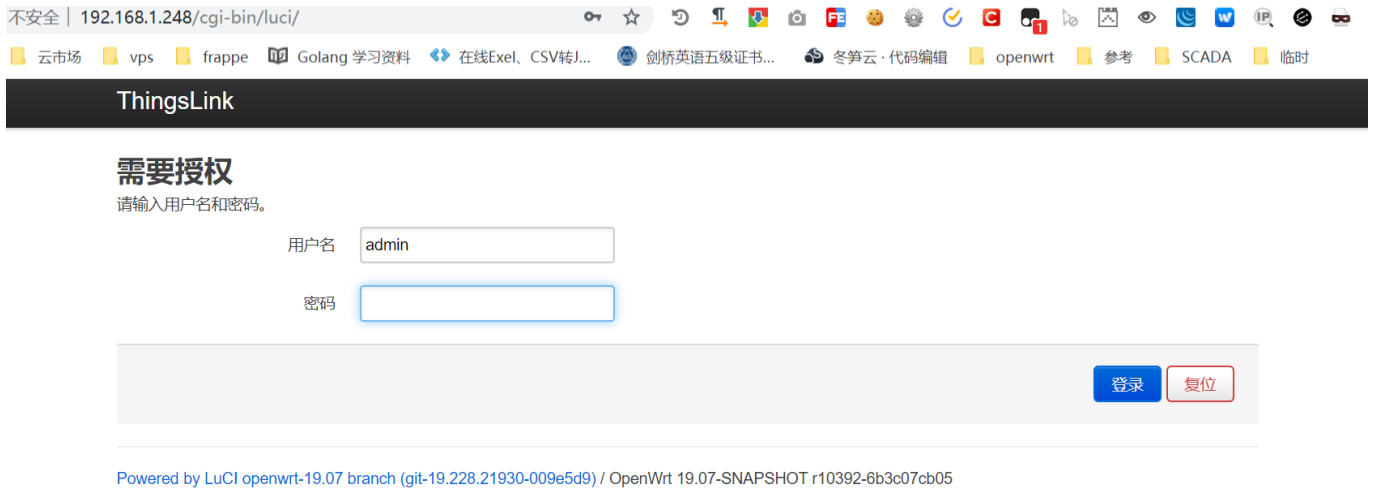 不安全 | 192.168.1.248/cgi-bin/luci/
云市场 vps frappe Golang 学习资料 在线Exel、CSV转J... 剑桥英语五级证书... 冬笋云 · 代码编辑 openwrt 参考 SCADA 临时
ThingsLink
需要授权
请输入用户名和密码。
用户名 admin
密码
登录 复位
Powered by LuCI openwrt-19.07 branch (git-19.228.21930-009e5d9) / OpenWrt 19.07-SNAPSHOT r10392-6b3c07cb05